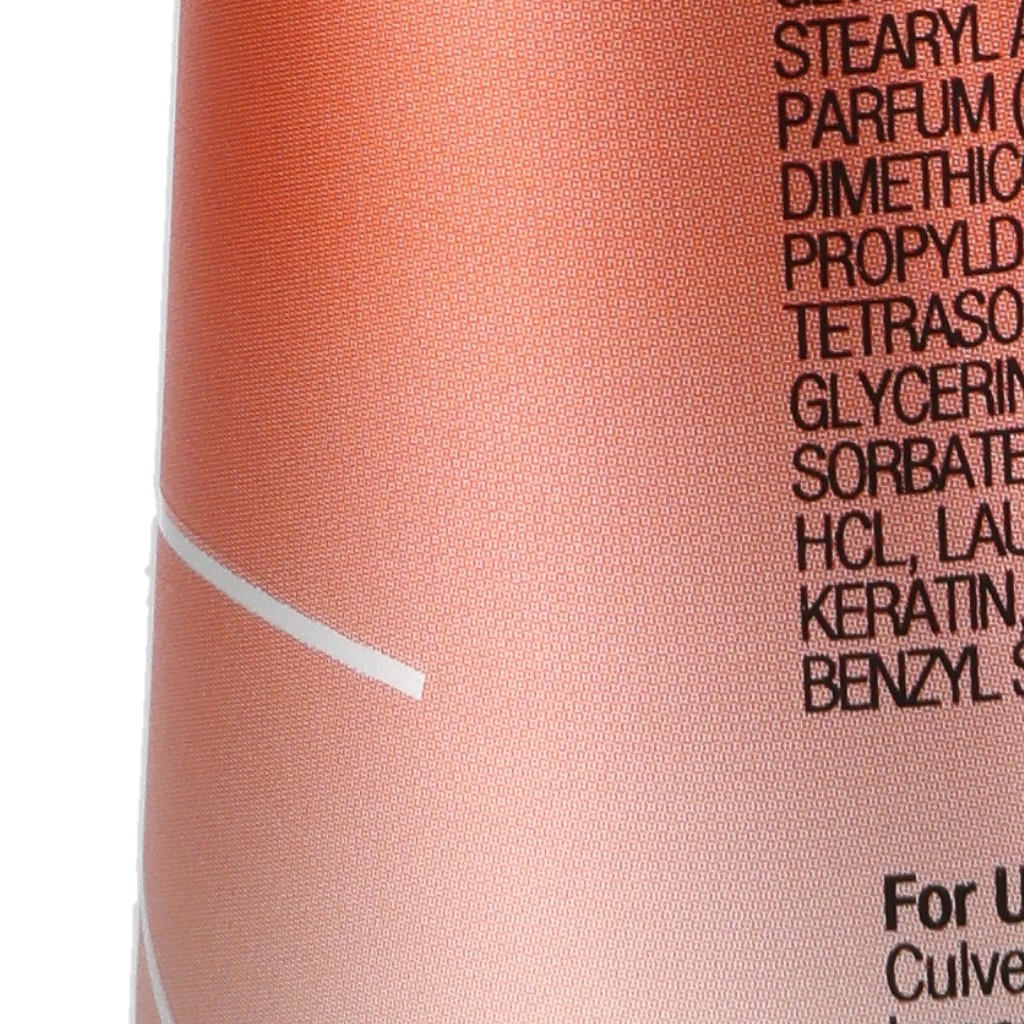 STEARYL
PARFUM (
DIMETHIC
PROPYLD
TETRASO
GLYCERIN
SORBATE
HCL, LAU
KERATIN,
BENZYL S
For U
Culve